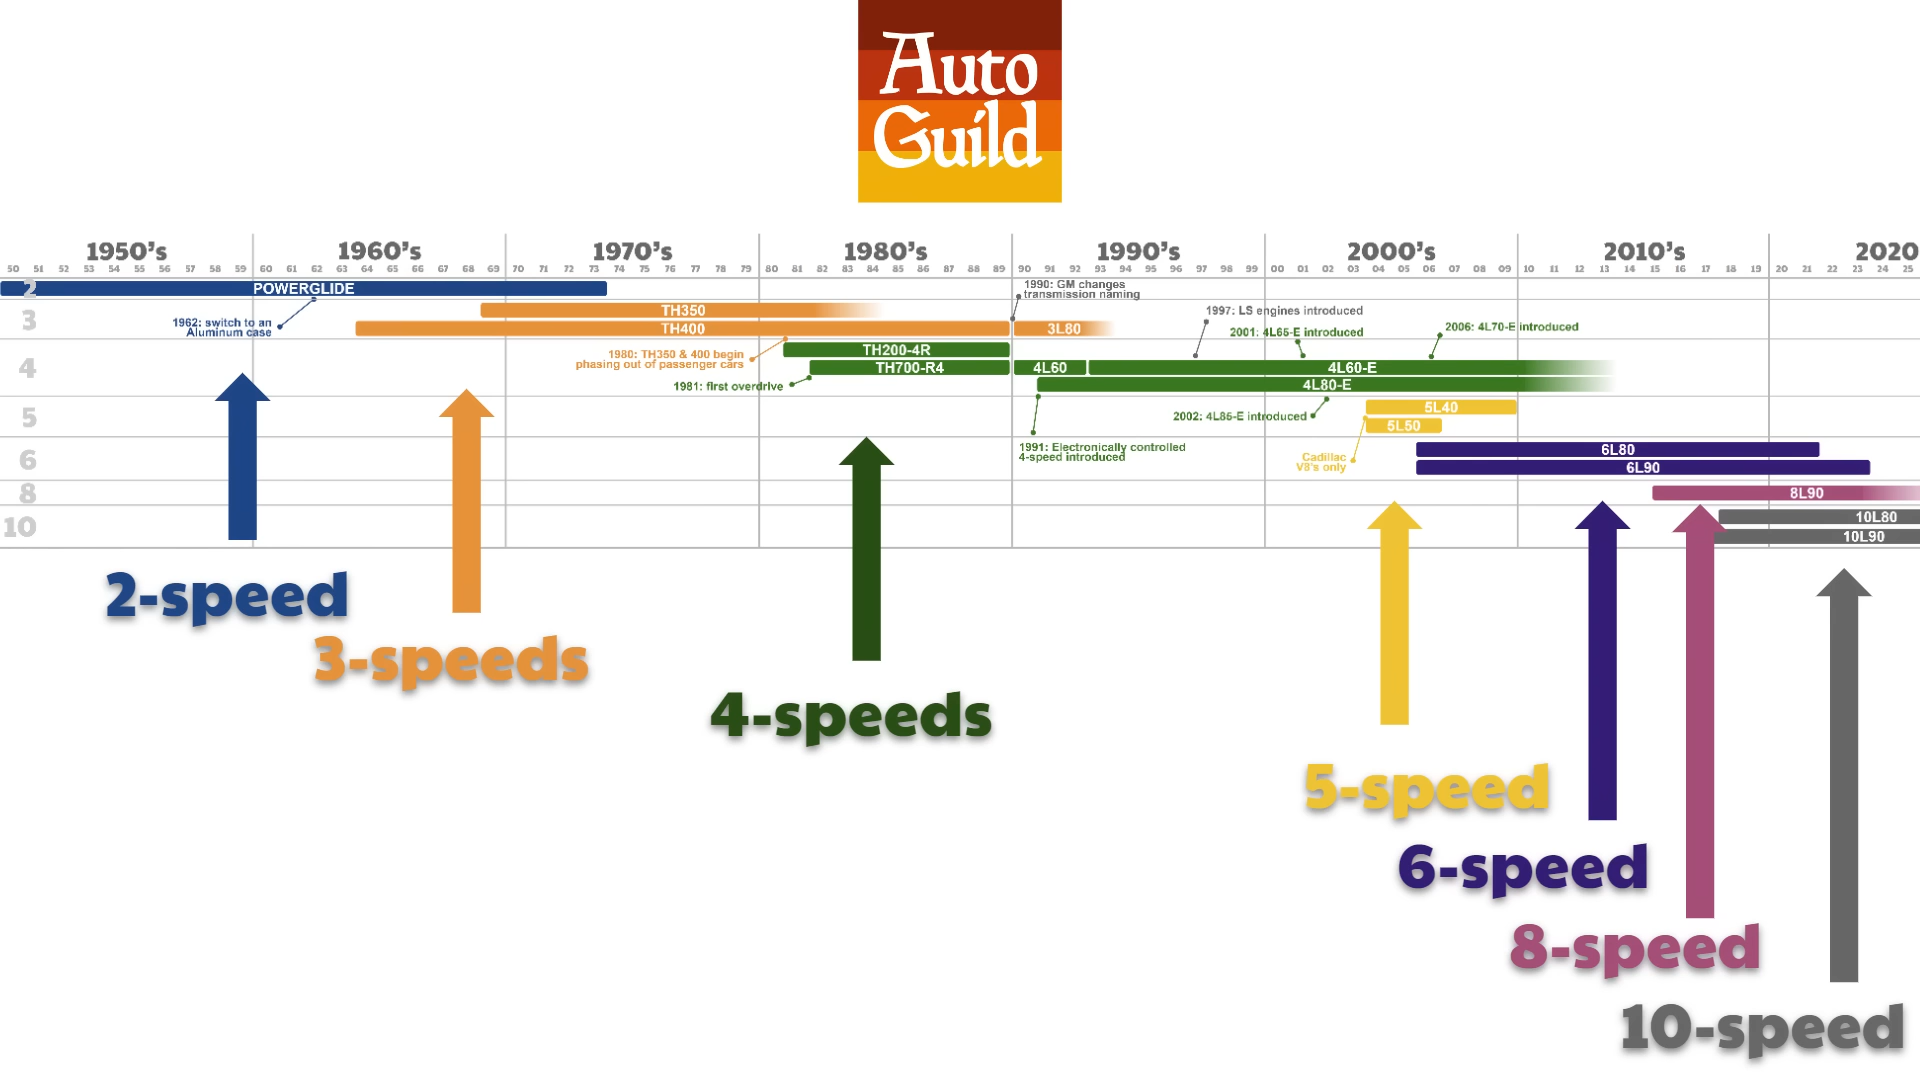 Auto
Guild
1950's 1960's 1970's 1980's 1990's 2000's 2010's 2020
50 51 52 53 54 55 56 57 58 59 60 61 62 63 64 65 66 67 68 69 70 71 72 73 74 75 76 77 78 79 80 81 82 83 84 85 86 87 88 89 90 91 92 93 94 95 96 97 98 99 00 01 02 03 04 05 06 07 08 09 10 11 12 13 14 15 16 17 18 19 20 21 22 23 24 25
2 POWERGLIDE
1990: GM changes
transmission naming
3
TH350
TH400
3L80
1962: switch to an
Aluminum case
1997: LS engines introduced
2001: 4L65-E introduced
2006: 4L70-E introduced
1980: TH350 & 400 begin
phasing out of passenger cars
4
TH200-4R
TH700-R4
4L60
4L60-E
4L80-E
1981: first overdrive
5
5L40
5L50
2002: 4L85-E introduced
1991: Electronically controlled
4-speed introduced
Cadillac
V8's only
6
6L80
6L90
8
8L90
10
10L80
10L90
2-speed
3-speeds
4-speeds
5-speed
6-speed
8-speed
10-speed